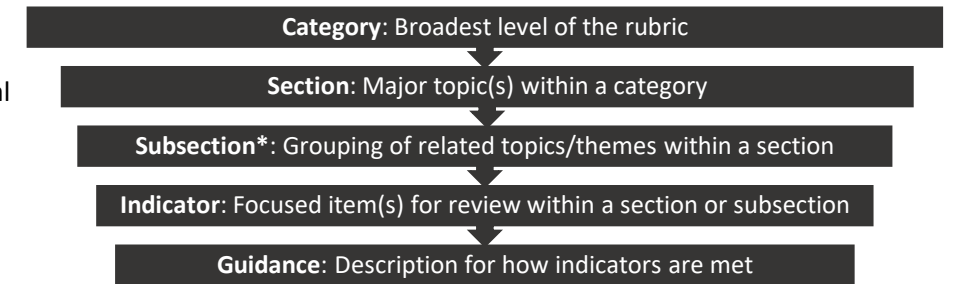 Category: Broadest level of the rubric
Section: Major topic(s) within a category
Subsection*: Grouping of related topics/themes within a section
Indicator: Focused item(s) for review within a section or subsection
Guidance: Description for how indicators are met